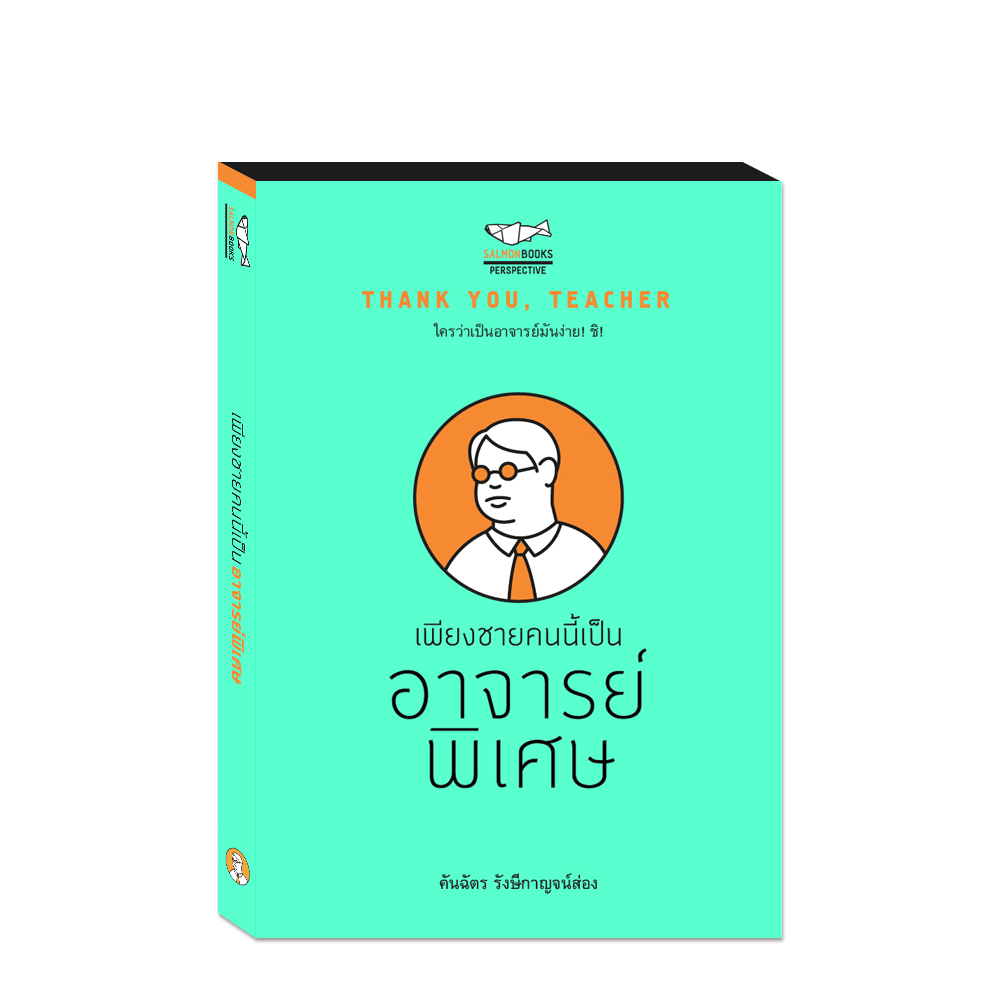 SALMONBOOKS
PERSPECTIVE
THANK YOU, TEACHER
ใครว่าเป็นอาจารย์มันง่าย! ชิ!
เพียงชายคนนี้เป็น
อาจารย์
พิเศษ
คันฉัตร รังษีกาญจน์ส่อง
SALMONBOOKS
เพียงชายคนนี้เป็น อาจารย์พิเศษ